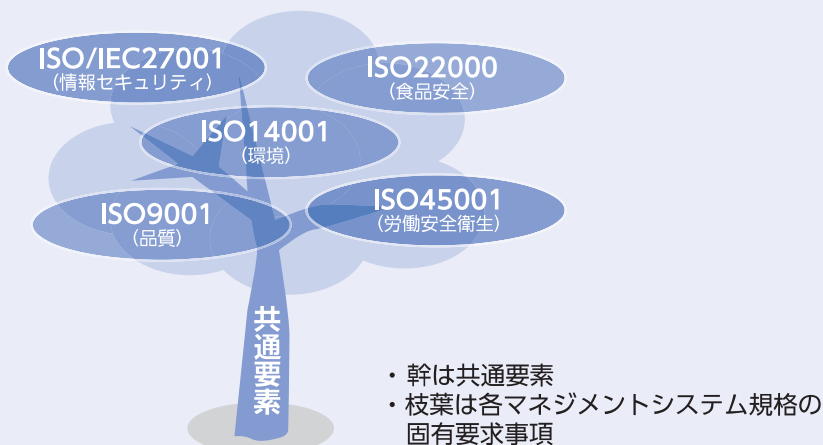 ISO/IEC27001
（情報セキュリティ）
ISO22000
（食品安全）
ISO14001
（環境）
ISO9001
（品質）
ISO45001
（労働安全衛生）
共通要素
・幹は共通要素
・枝葉は各マネジメントシステム規格の
固有要求事項